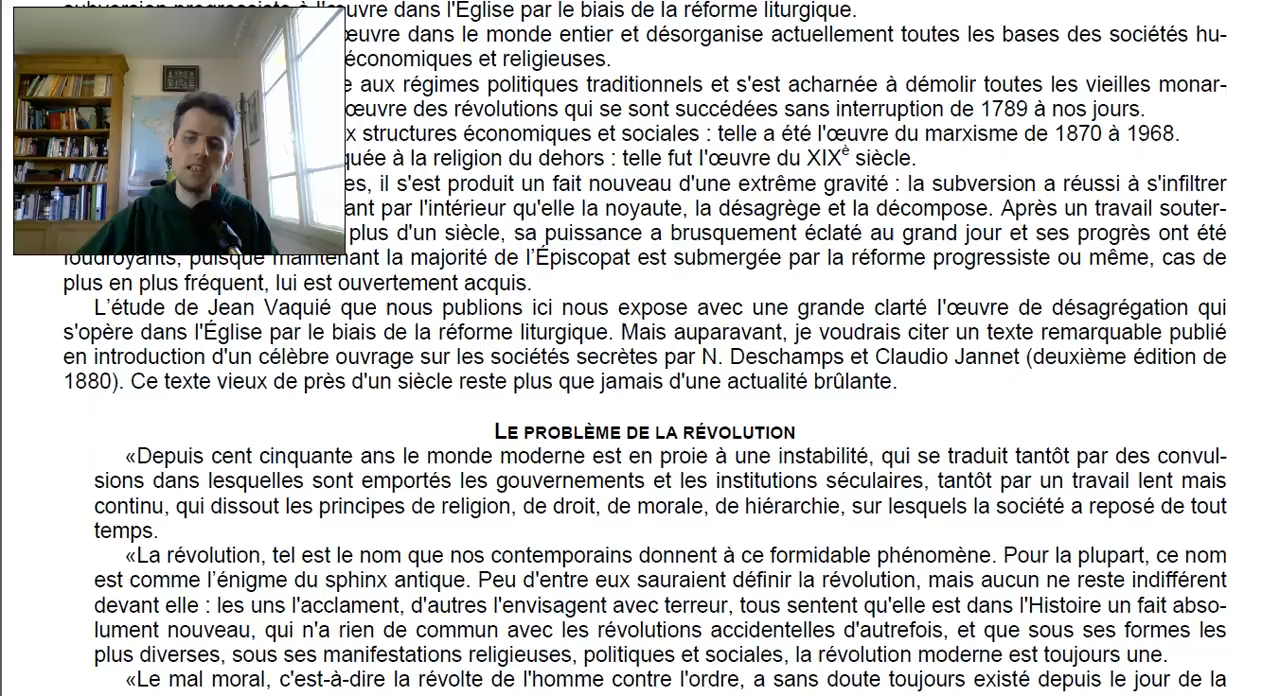 subversion progressiste à l'œuvre dans l'Église par le biais de la réforme liturgique.
œuvre dans le monde entier et désorganise actuellement toutes les bases des sociétés hu-
économiques et religieuses.
e aux régimes politiques traditionnels et s'est acharnée à démolir toutes les vieilles monar-
œuvre des révolutions qui se sont succédées sans interruption de 1789 à nos jours.
x structures économiques et sociales : telle a été l'œuvre du marxisme de 1870 à 1968.
quée à la religion du dehors : telle fut l'œuvre du XIXè siècle.
es, il s'est produit un fait nouveau d'une extrême gravité : la subversion a réussi à s'infiltrer
ant par l'intérieur qu'elle la noyaute, la désagrège et la décompose. Après un travail souter-
plus d'un siècle, sa puissance a brusquement éclaté au grand jour et ses progrès ont été
foudroyants, puisque maintenant la majorité de l'Épiscopat est submergée par la réforme progressiste ou même, cas de
plus en plus fréquent, lui est ouvertement acquis.
L'étude de Jean Vaquié que nous publions ici nous expose avec une grande clarté l'œuvre de désagrégation qui
s'opère dans l'Église par le biais de la réforme liturgique. Mais auparavant, je voudrais citer un texte remarquable publié
en introduction d'un célèbre ouvrage sur les sociétés secrètes par N. Deschamps et Claudio Jannet (deuxième édition de
1880). Ce texte vieux de près d'un siècle reste plus que jamais d'une actualité brûlante.
LE PROBLÈME DE LA RÉVOLUTION
«Depuis cent cinquante ans le monde moderne est en proie à une instabilité, qui se traduit tantôt par des convul-
sions dans lesquelles sont emportés les gouvernements et les institutions séculaires, tantôt par un travail lent mais
continu, qui dissout les principes de religion, de droit, de morale, de hiérarchie, sur lesquels la société a reposé de tout
temps.
«La révolution, tel est le nom que nos contemporains donnent à ce formidable phénomène. Pour la plupart, ce nom
est comme l'énigme du sphinx antique. Peu d'entre eux sauraient définir la révolution, mais aucun ne reste indifférent
devant elle : les uns l'acclament, d'autres l'envisagent avec terreur, tous sentent qu'elle est dans l'Histoire un fait abso-
lument nouveau, qui n'a rien de commun avec les révolutions accidentelles d'autrefois, et que sous ses formes les
plus diverses, sous ses manifestations religieuses, politiques et sociales, la révolution moderne est toujours une.
«Le mal moral, c'est-à-dire la révolte de l'homme contre l'ordre, a sans doute toujours existé depuis le jour de la